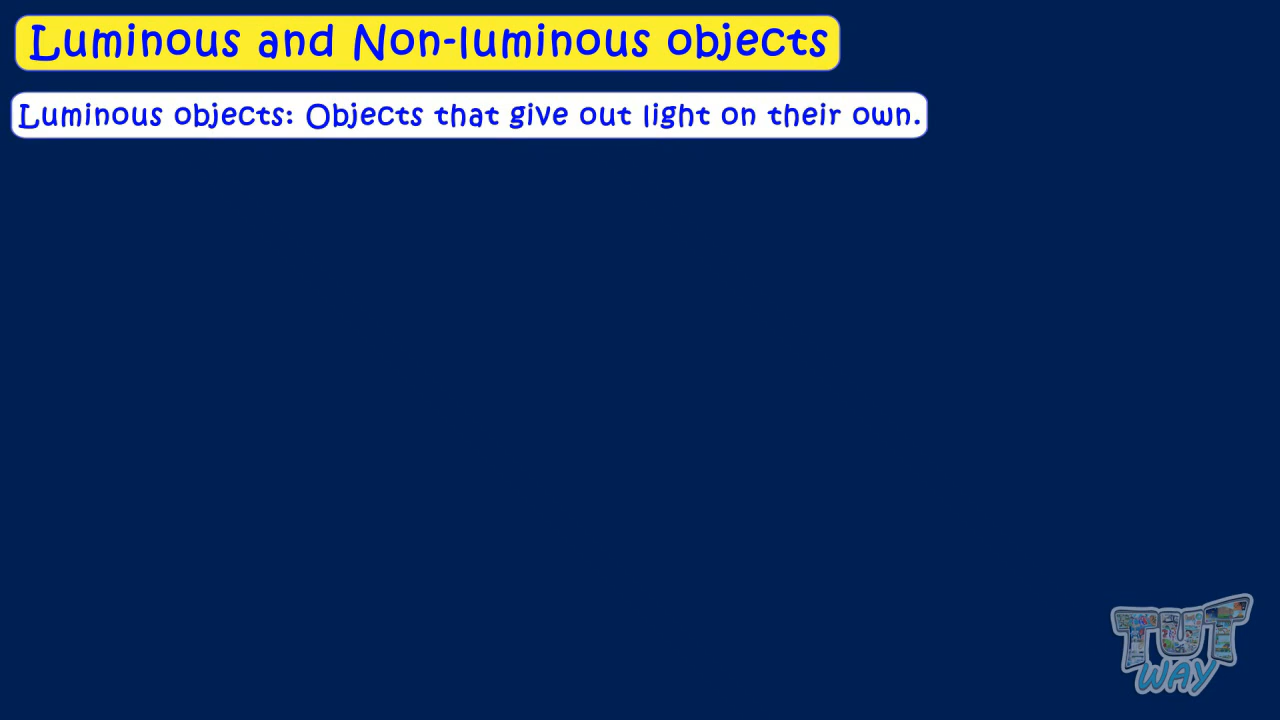 Luminous and Non-luminous objects
Luminous objects: Objects that give out light on their own.
TUT
WAY